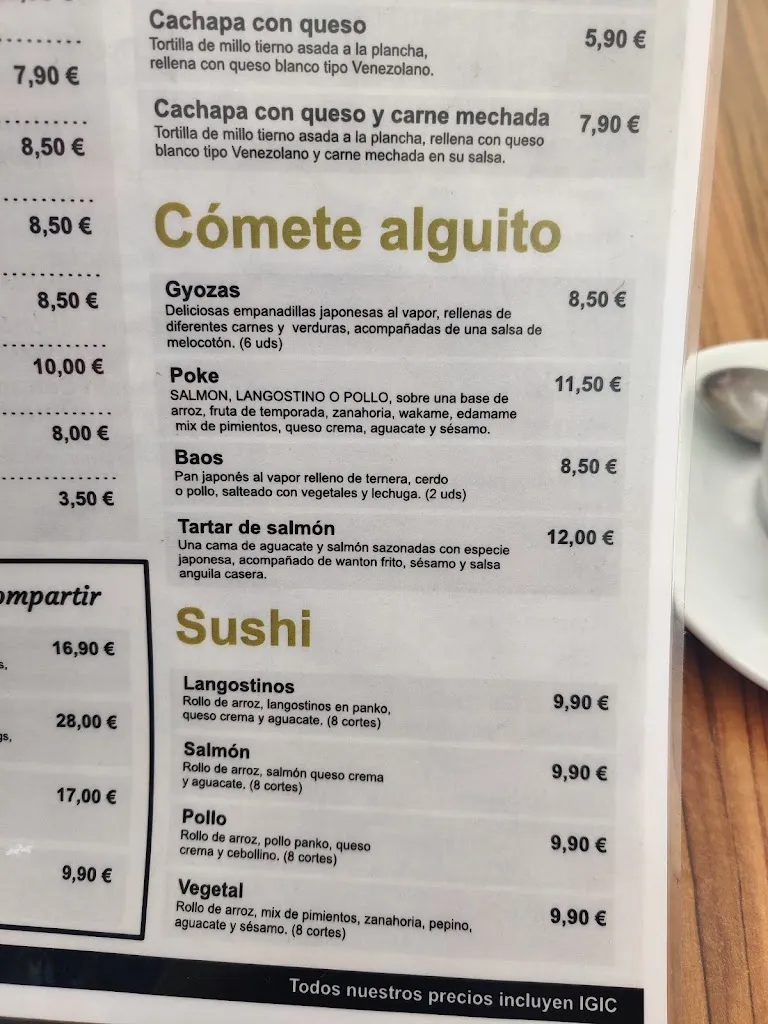 7,90 €
8,50 €
8,50 €
8,50 €
10,00 €
8,00 €
3,50 €
16,90 €
28,00 €
17,00 €
9,90 €
Cachapa con queso 5,90 €
Tortilla de millo tierno asada a la plancha,
rellena con queso blanco tipo Venezolano.
Cachapa con queso y carne mechada 7,90 €
Tortilla de millo tierno asada a la plancha, rellena con queso
blanco tipo Venezolano y carne mechada en su salsa.
Cómete alguito
Gyozas 8,50 €
Deliciosas empanadillas japonesas al vapor, rellenas de
diferentes carnes y verduras, acompañadas de una salsa de
melocotón. (6 uds)
Poke 11,50 €
SALMON, LANGOSTINO O POLLO, sobre una base de
arroz, fruta de temporada, zanahoria, wakame, edamame
mix de pimientos, queso crema, aguacate y sésamo.
Baos 8,50 €
Pan japonés al vapor relleno de ternera, cerdo
o pollo, salteado con vegetales y lechuga. (2 uds)
Tartar de salmón 12,00 €
Una cama de aguacate y salmón sazonadas con especie
japonesa, acompañado de wanton frito, sésamo y salsa
anguila casera.
Sushi
Langostinos 9,90 €
Rollo de arroz, langostinos en panko,
queso crema y aguacate. (8 cortes)
Salmón 9,90 €
Rollo de arroz, salmón queso crema
y aguacate. (8 cortes)
Pollo 9,90 €
Rollo de arroz, pollo panko, queso
crema y cebollino. (8 cortes)
Vegetal 9,90 €
Rollo de arroz, mix de pimientos, zanahoria, pepino,
aguacate y sésamo. (8 cortes)
Todos nuestros precios incluyen IGIC